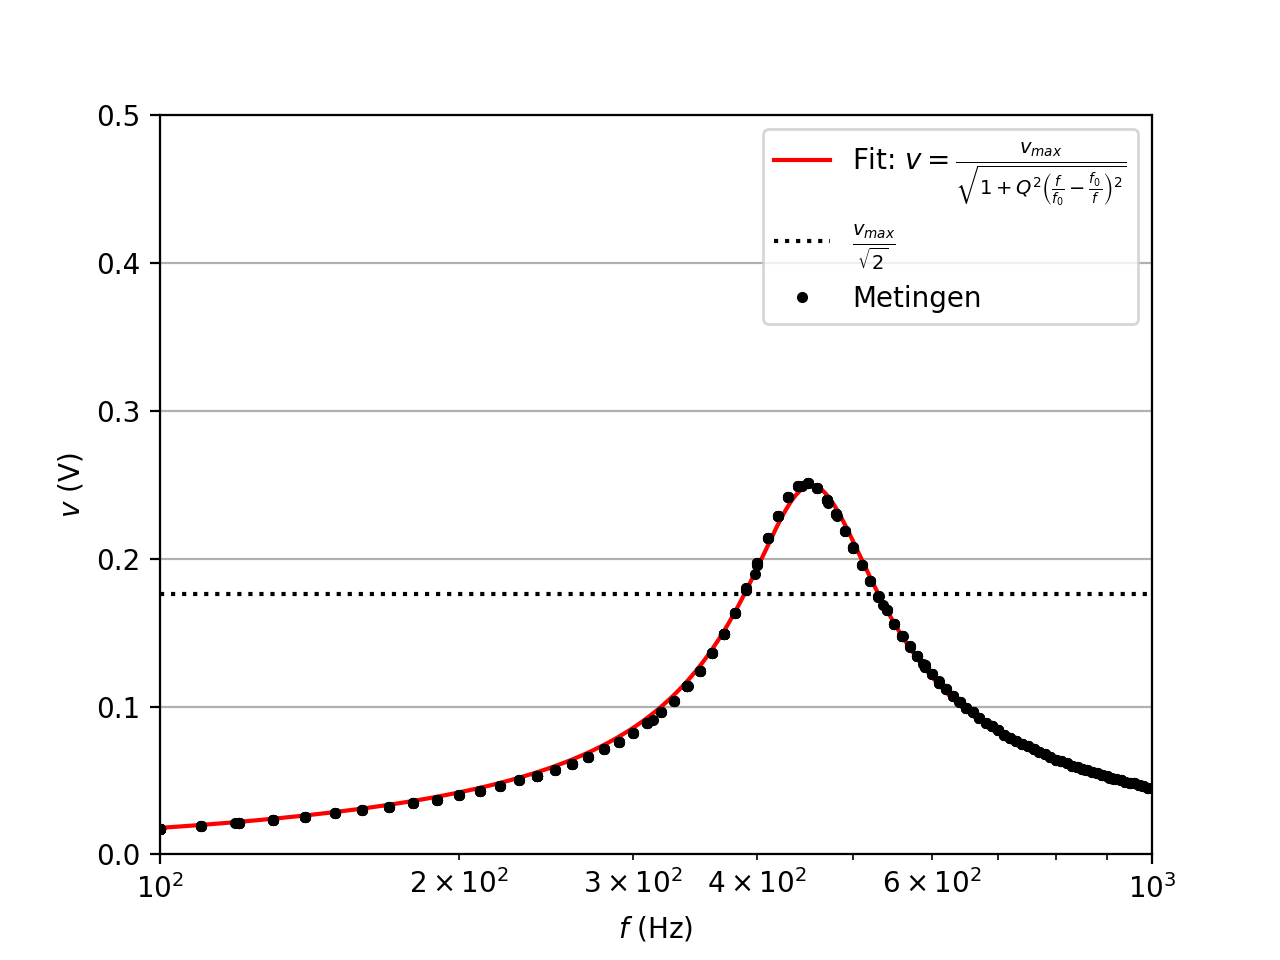 0.5
0.4
0.3
0.2
0.1
0.0
v (V)
Fit: v = v_max / √(1 + Q²(f/f₀ − f₀/f)²)
v_max / √2
Metingen
10² 2 × 10² 3 × 10² 4 × 10² 6 × 10² 10³
f (Hz)